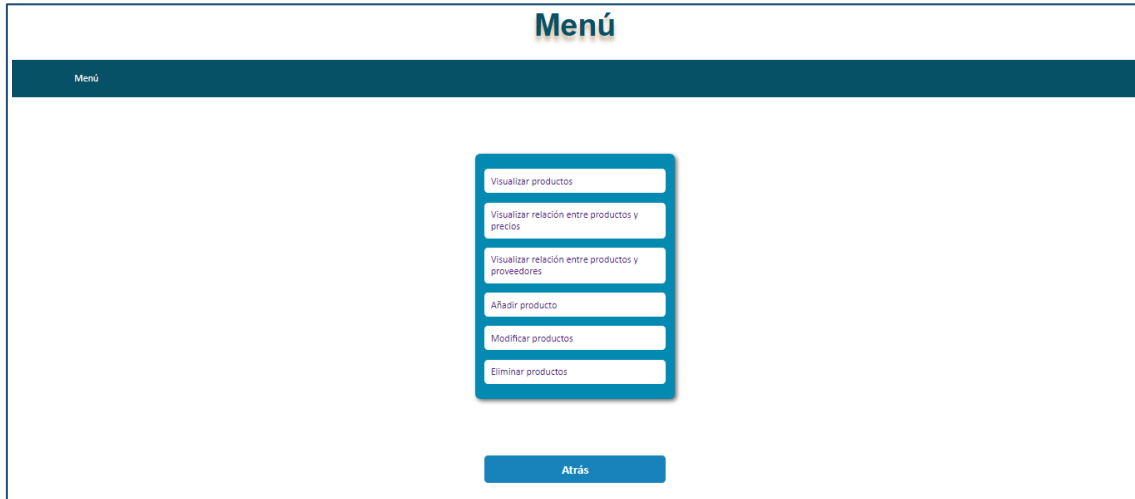 Menú
Menú
Visualizar productos
Visualizar relación entre productos y
precios
Visualizar relación entre productos y
proveedores
Añadir producto
Modificar productos
Eliminar productos
Atrás